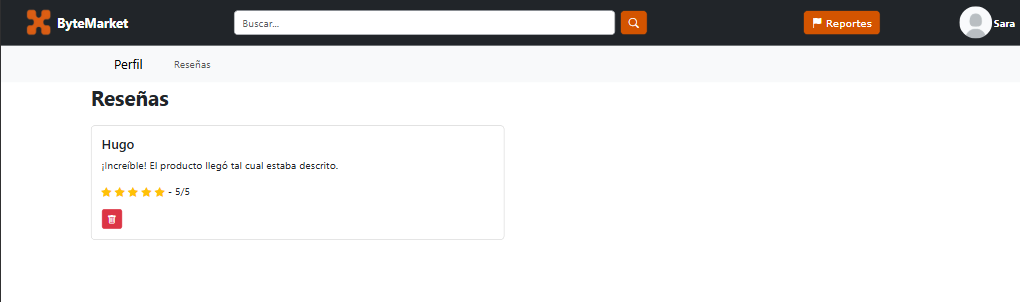 ByteMarket
Buscar...
Reportes
Sara
Perfil
Reseñas
Reseñas
Hugo
¡Increíble! El producto llegó tal cual estaba descrito.
- 5/5